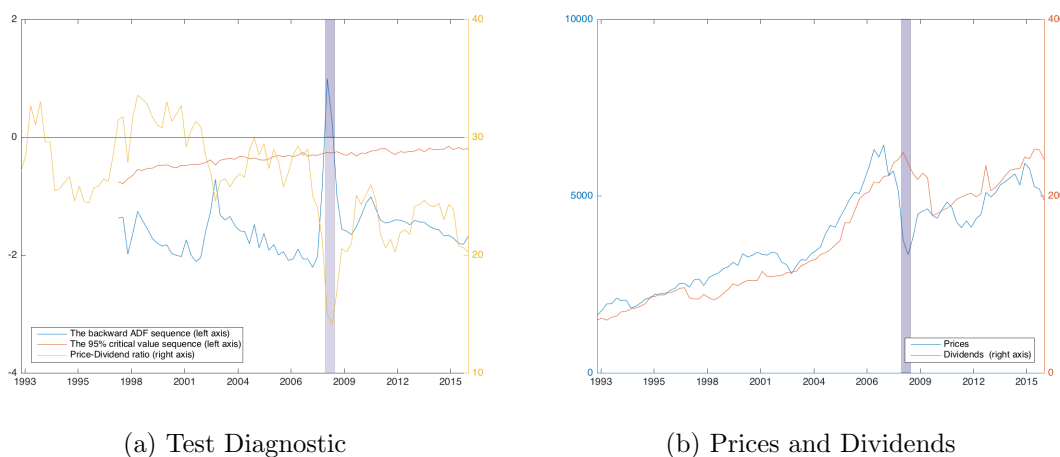 2
40
0
30
-2
20
The backward ADF sequence (left axis)
The 95% critical value sequence (left axis)
Price-Dividend ratio (right axis)
-4
10
1993 1995 1998 2001 2004 2006 2009 2012 2015
(a) Test Diagnostic
10000
5000
Prices
Dividends (right axis)
0
0
1993 1995 1998 2001 2004 2006 2009 2012 2015
(b) Prices and Dividends